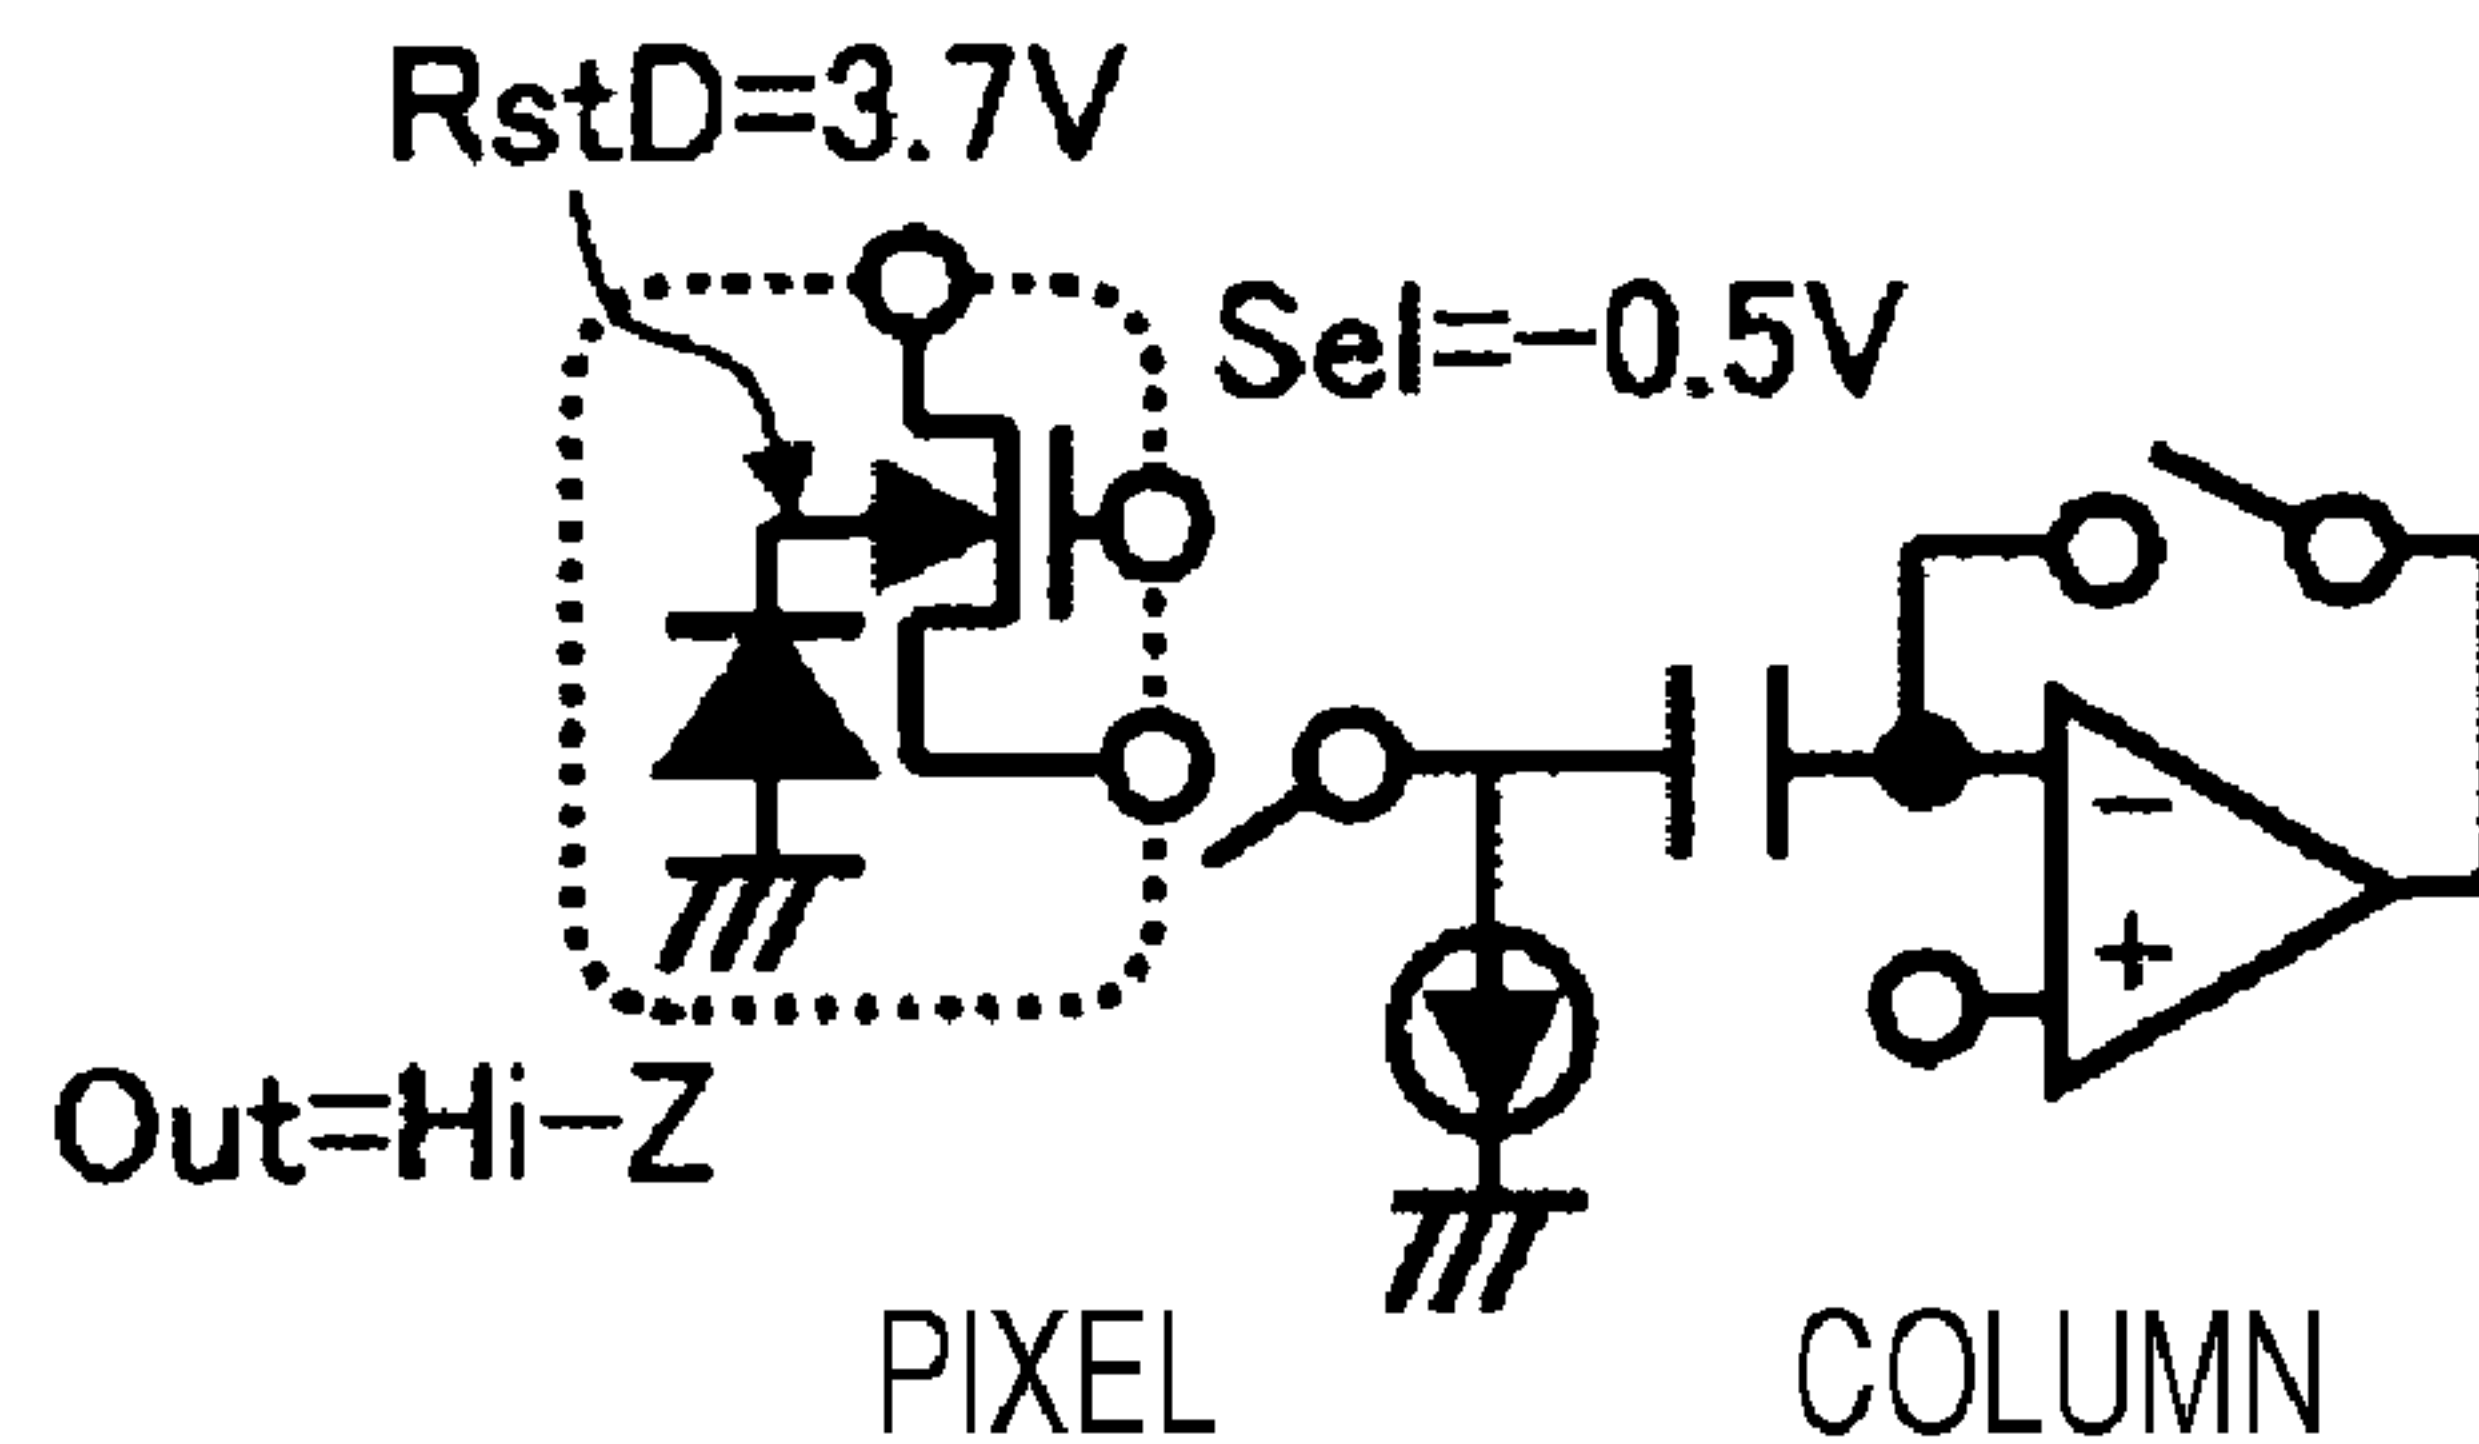 RstD=3.7V
Sel=-0.5V
-
+
Out=Hi-Z
PIXEL
COLUMN